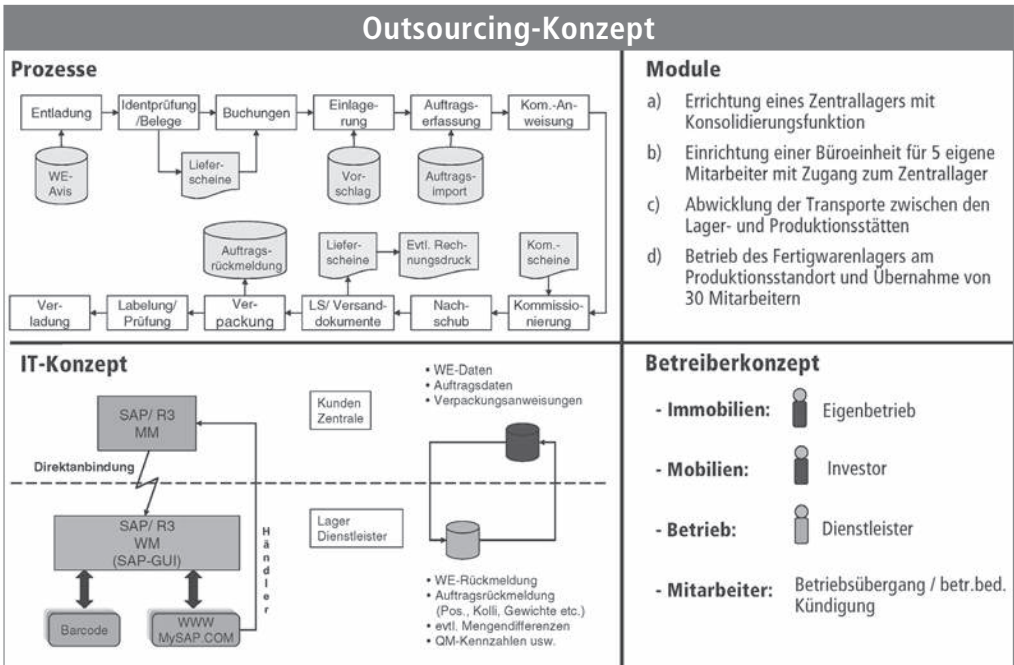 Outsourcing-Konzept
Prozesse
Entladung
Identprüfung
/Belege
Buchungen
Einlage-
rung
Auftrags-
erfassung
Kom.-An-
weisung
WE-
Avis
Liefer-
scheine
Vor-
schlag
Auftrags-
import
Auftrags-
rückmeldung
Liefer-
scheine
Evtl. Rech-
nungsdruck
Kom.-
scheine
Ver-
ladung
Labelung/
Prüfung
Ver-
packung
LS/ Versand-
dokumente
Nach-
schub
Kommissio-
nierung
Module
a) Errichtung eines Zentrallagers mit
Konsolidierungsfunktion
b) Einrichtung einer Büroeinheit für 5 eigene
Mitarbeiter mit Zugang zum Zentrallager
c) Abwicklung der Transporte zwischen den
Lager- und Produktionsstätten
d) Betrieb des Fertigwarenlagers am
Produktionsstandort und Übernahme von
30 Mitarbeitern
IT-Konzept
SAP/ R3
MM
Direktanbindung
SAP/ R3
WM
(SAP-GUI)
Barcode
WWW
MySAP.COM
Händler
Kunden
Zentrale
Lager
Dienstleister
• WE-Daten
• Auftragsdaten
• Verpackungsanweisungen
• WE-Rückmeldung
• Auftragsrückmeldung
(Pos., Kolli, Gewichte etc.)
• evtl. Mengendifferenzen
• QM-Kennzahlen usw.
Betreiberkonzept
- Immobilien: Eigenbetrieb
- Mobilien: Investor
- Betrieb: Dienstleister
- Mitarbeiter: Betriebsübergang / betr.bed.
Kündigung